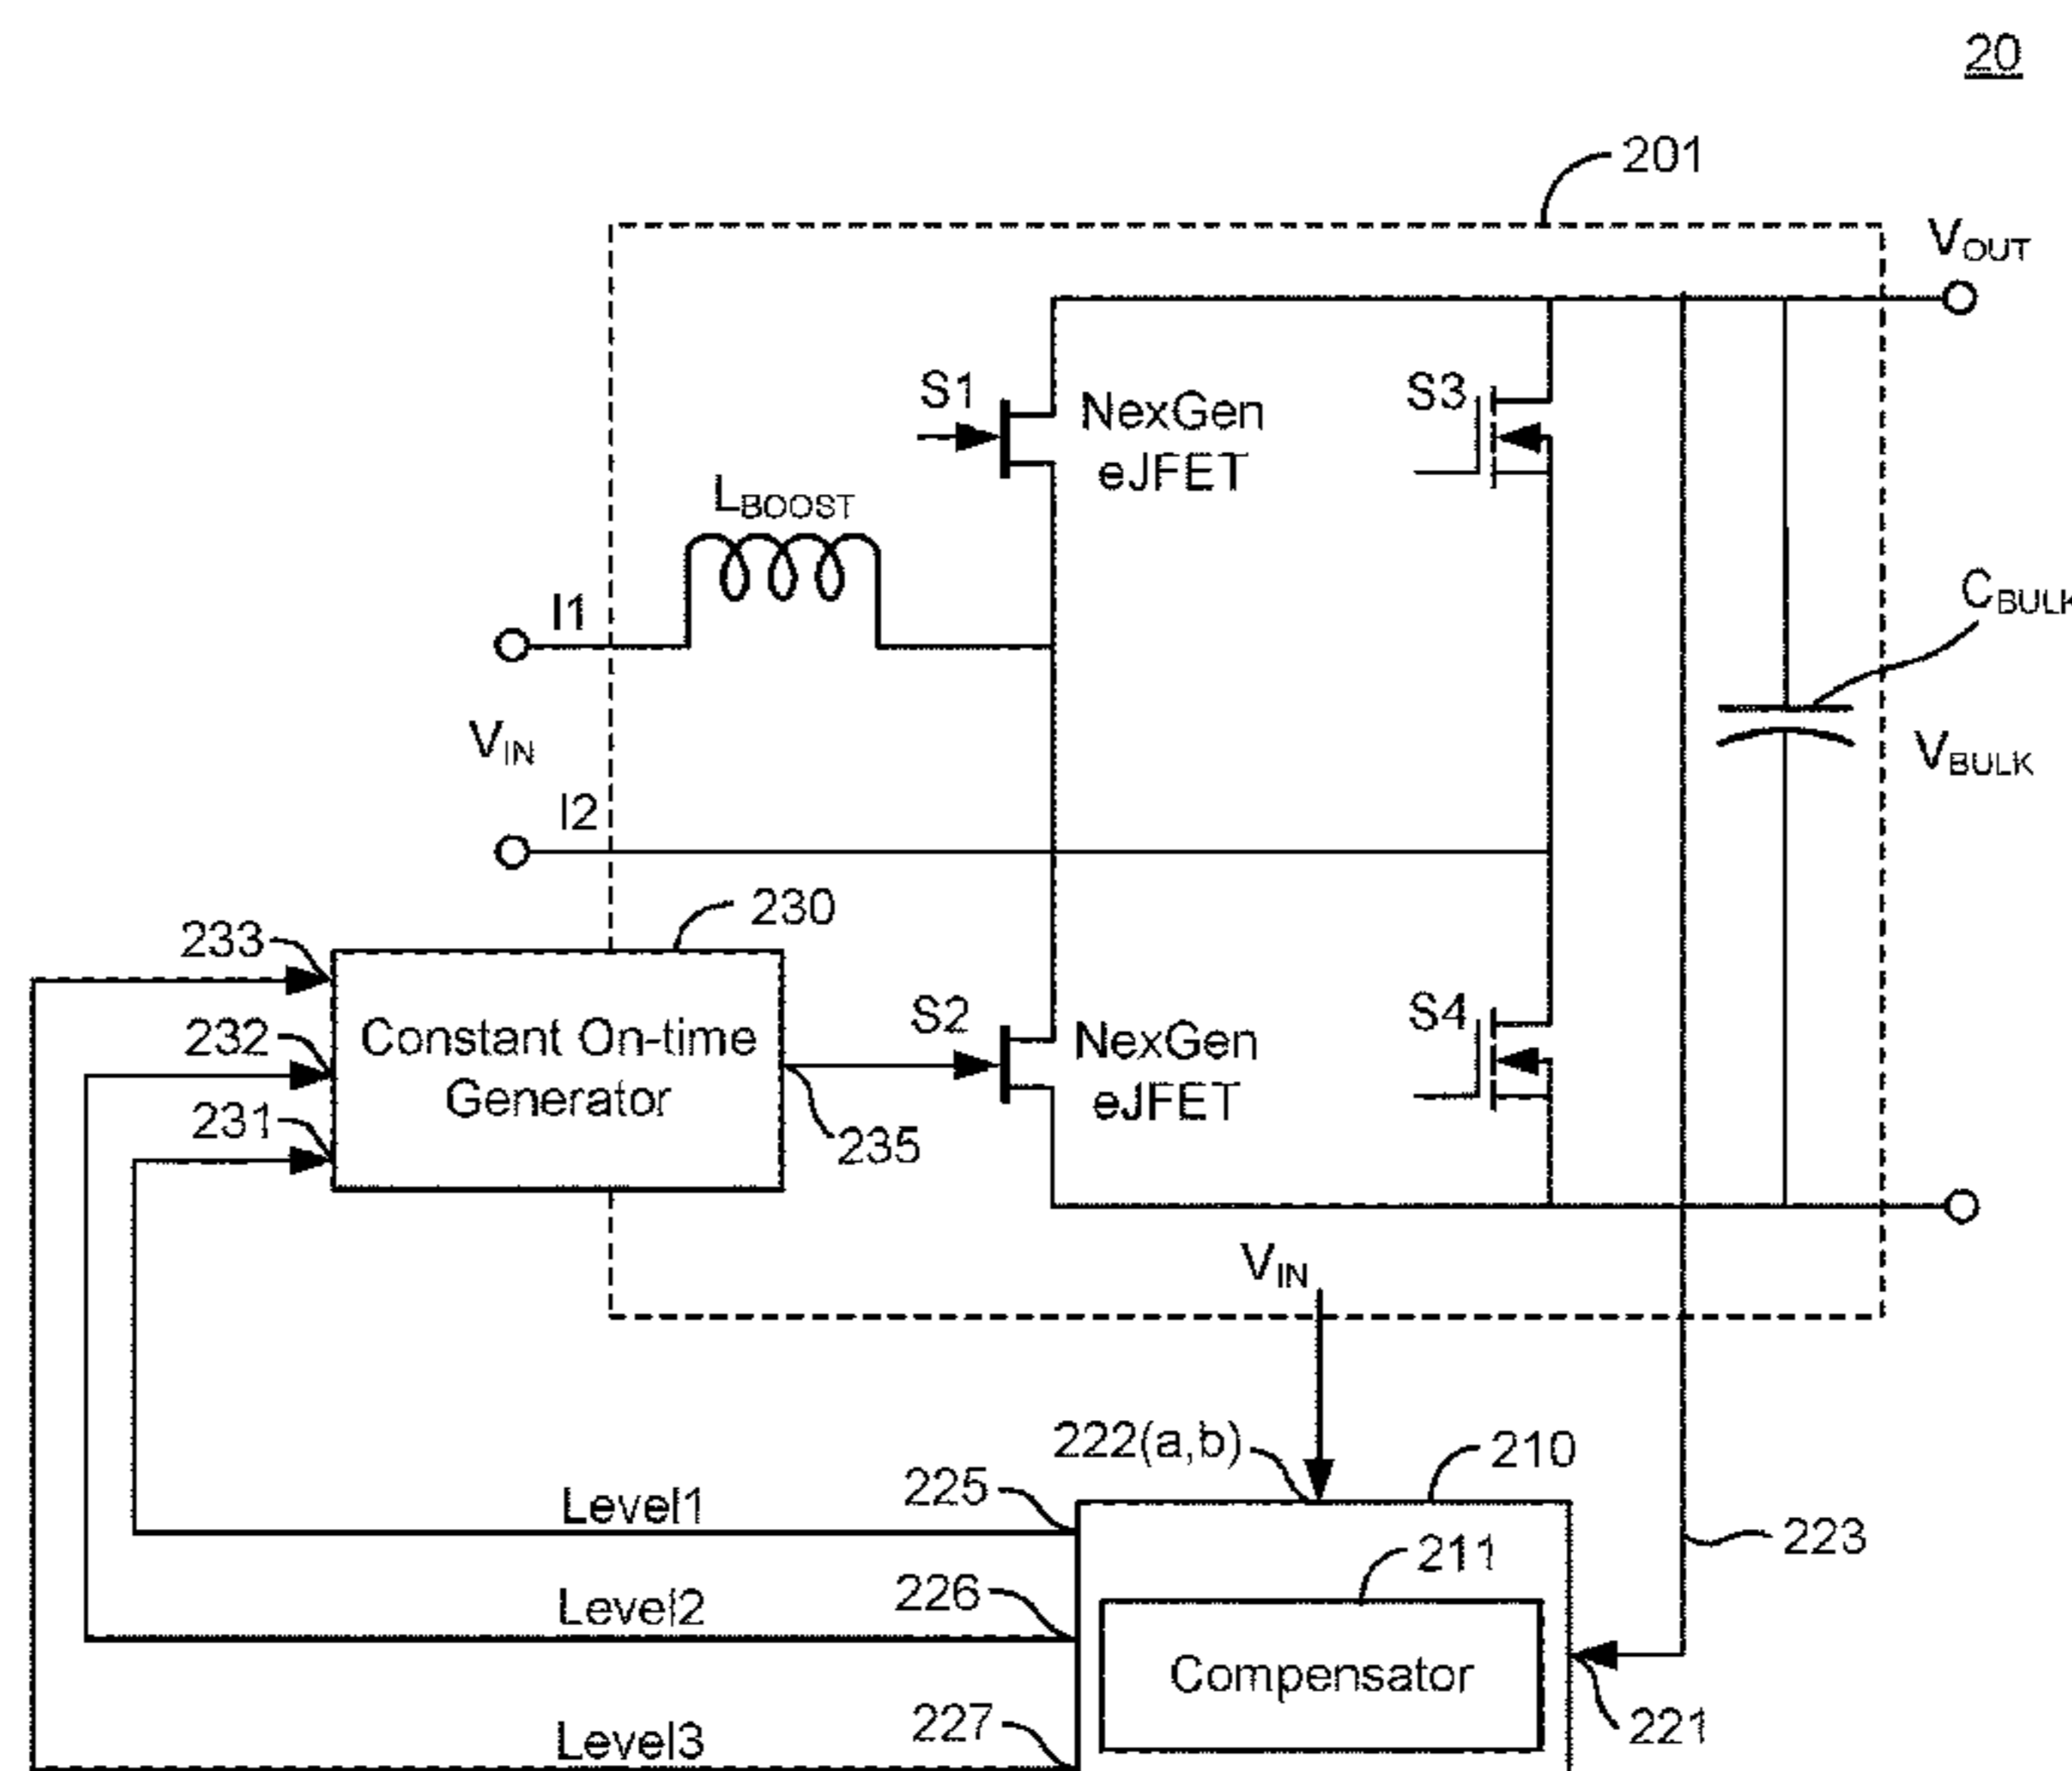 20
201
VOUT
S1
NexGen
eJFET
S3
LBOOST
CBULK
I1
VIN
VBULK
I2
230
233
232
231
Constant On-time
Generator
235
S2
NexGen
eJFET
S4
VIN
222(a,b)
210
225
Level1
211
223
226
Level2
Compensator
227
Level3
221